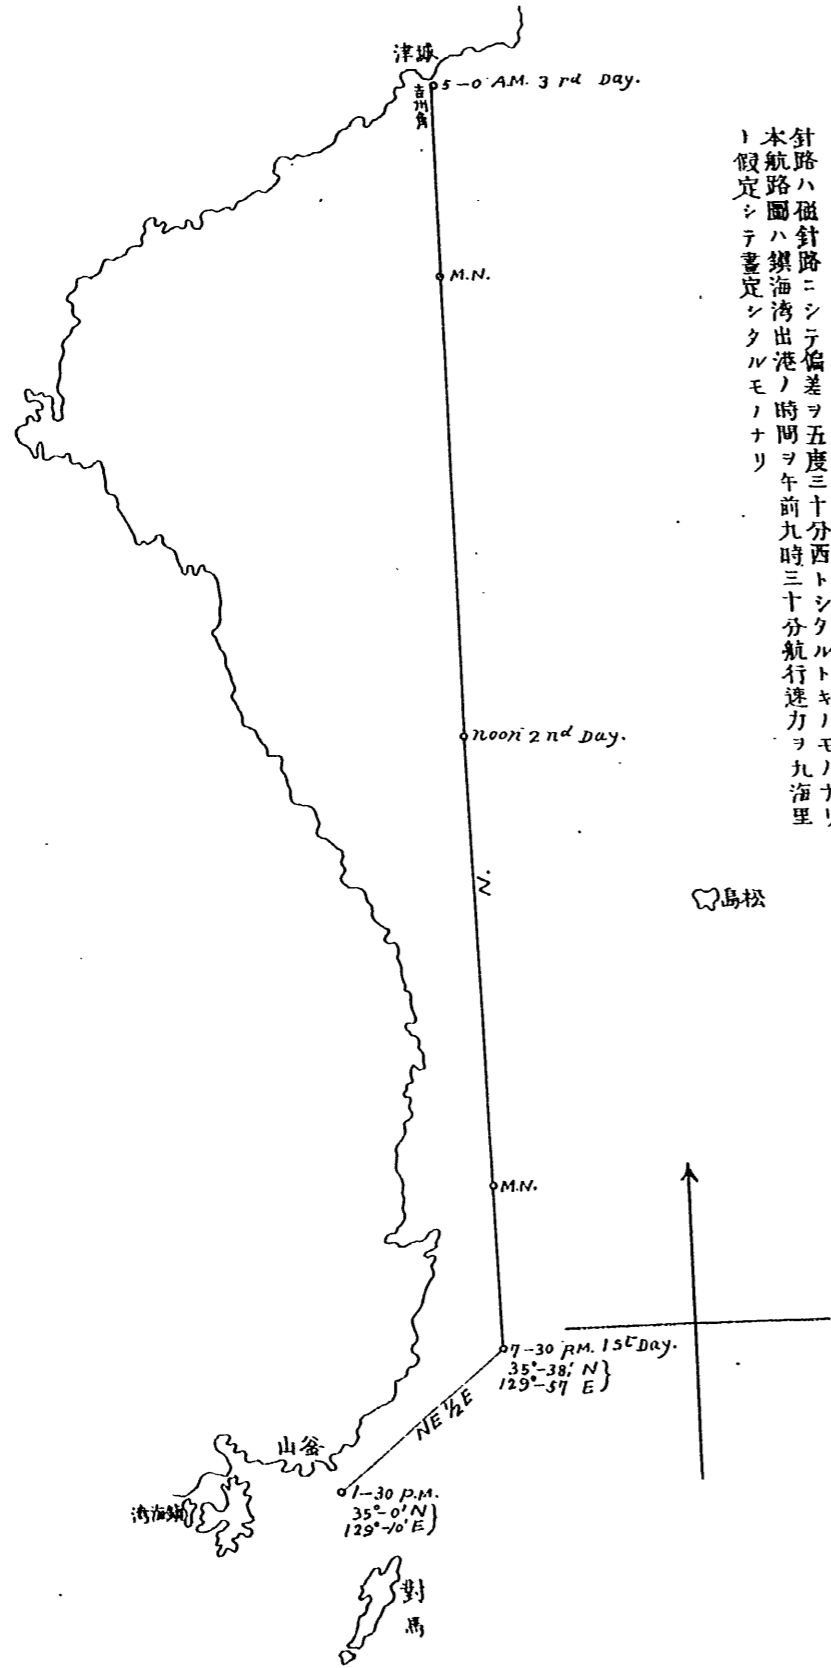 津城
吉州角
5-0 A.M. 3rd Day.
M.N.
noon 2nd Day.
N.
島松
M.N.
7-30 P.M. 1st Day.
35°-38' N
129°-57 E}
NE½E
山釜
1-30 P.M.
35°-0' N
129°-10' E}
湾海鎭
對馬
針路ハ磁針路ニシテ偏差ヲ五度三十分西トシタルトキノモノナリ
本航路圖ハ鎭海湾出港ノ時間ヲ午前九時三十分航行速力ヲ九海里
ト假定シテ畫定シタルモノナリ